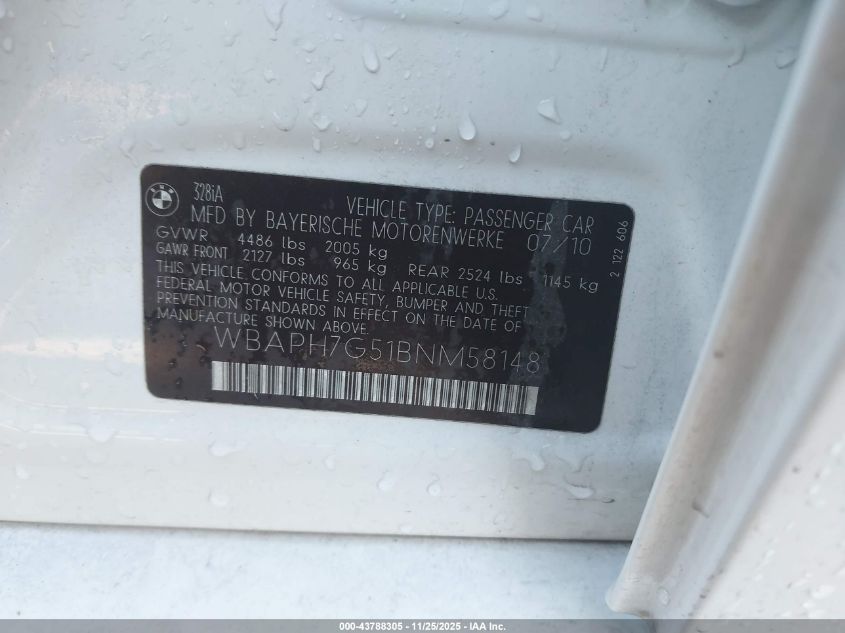 BMW
328iA
VEHICLE TYPE: PASSENGER CAR
MFD BY BAYERISCHE MOTORENWERKE 07/10
GVWR 4486 lbs 2005 kg
GAWR FRONT 2127 lbs 965 kg REAR 2524 lbs 1145 kg
THIS VEHICLE CONFORMS TO ALL APPLICABLE U.S.
FEDERAL MOTOR VEHICLE SAFETY, BUMPER AND THEFT
PREVENTION STANDARDS IN EFFECT ON THE DATE OF
MANUFACTURE SHOWN ABOVE.
WBAPH7G51BNM58148
2 122 606
000-43788305 - 11/25/2025 - IAA Inc.